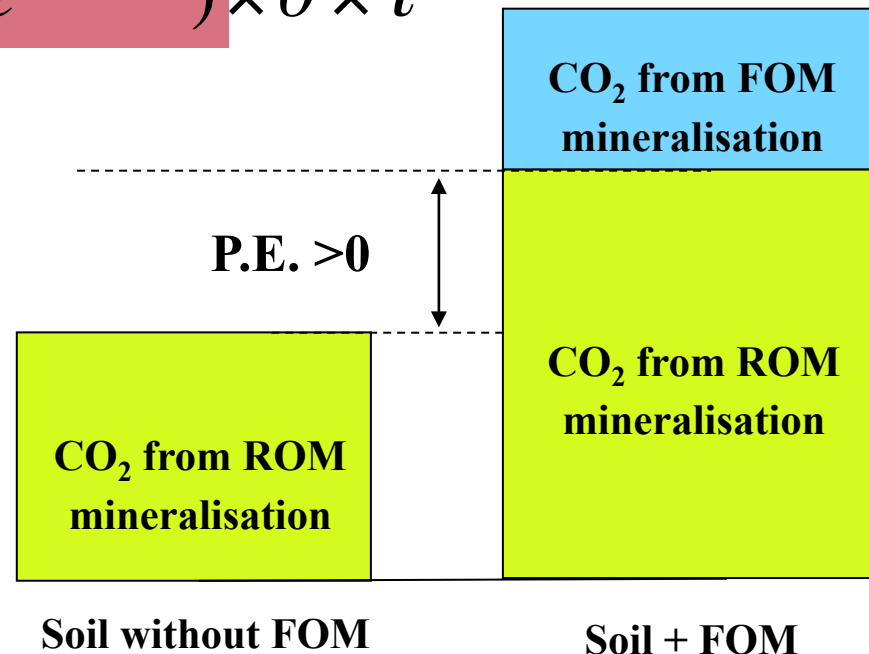 ) × σ × t
CO₂ from FOM
mineralisation
P.E. >0
CO₂ from ROM
mineralisation
CO₂ from ROM
mineralisation
Soil without FOM
Soil + FOM